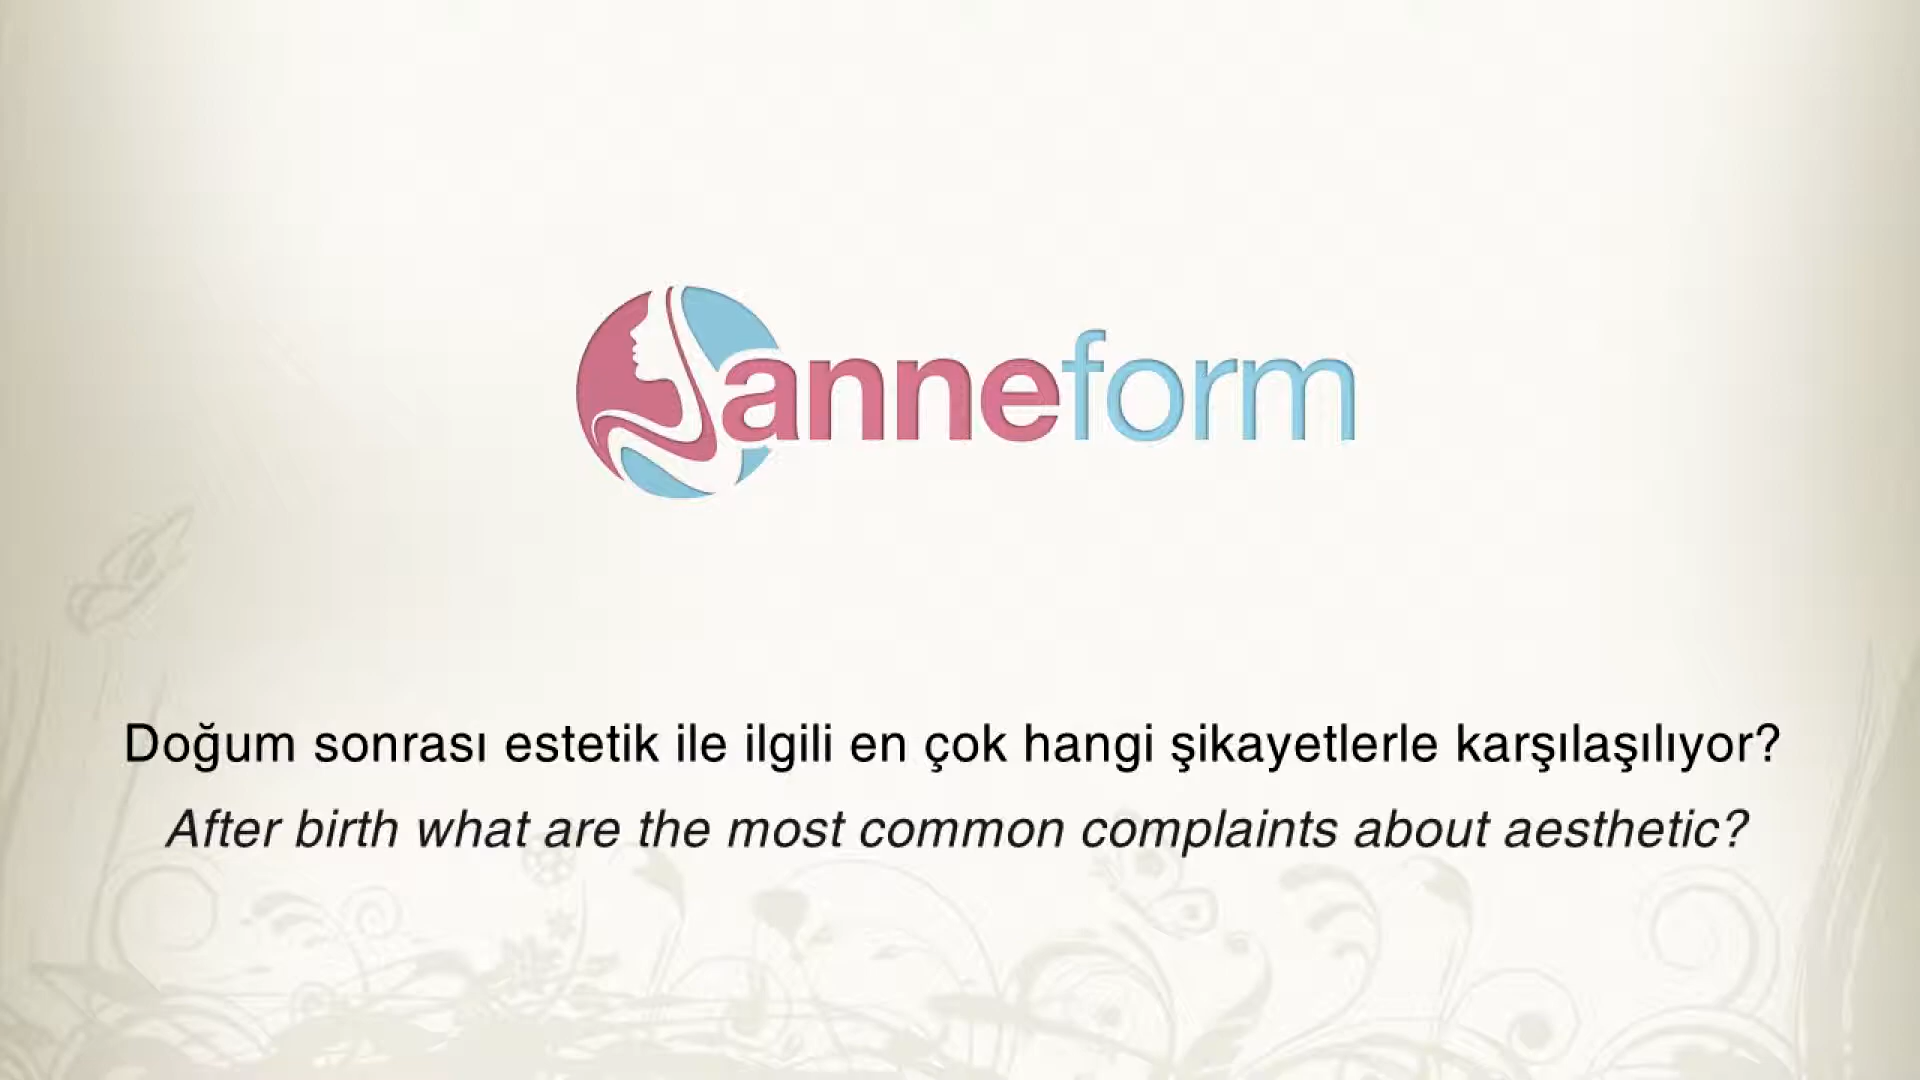 anneform
Doğum sonrası estetik ile ilgili en çok hangi şikayetlerle karşılaşılıyor?
After birth what are the most common complaints about aesthetic?